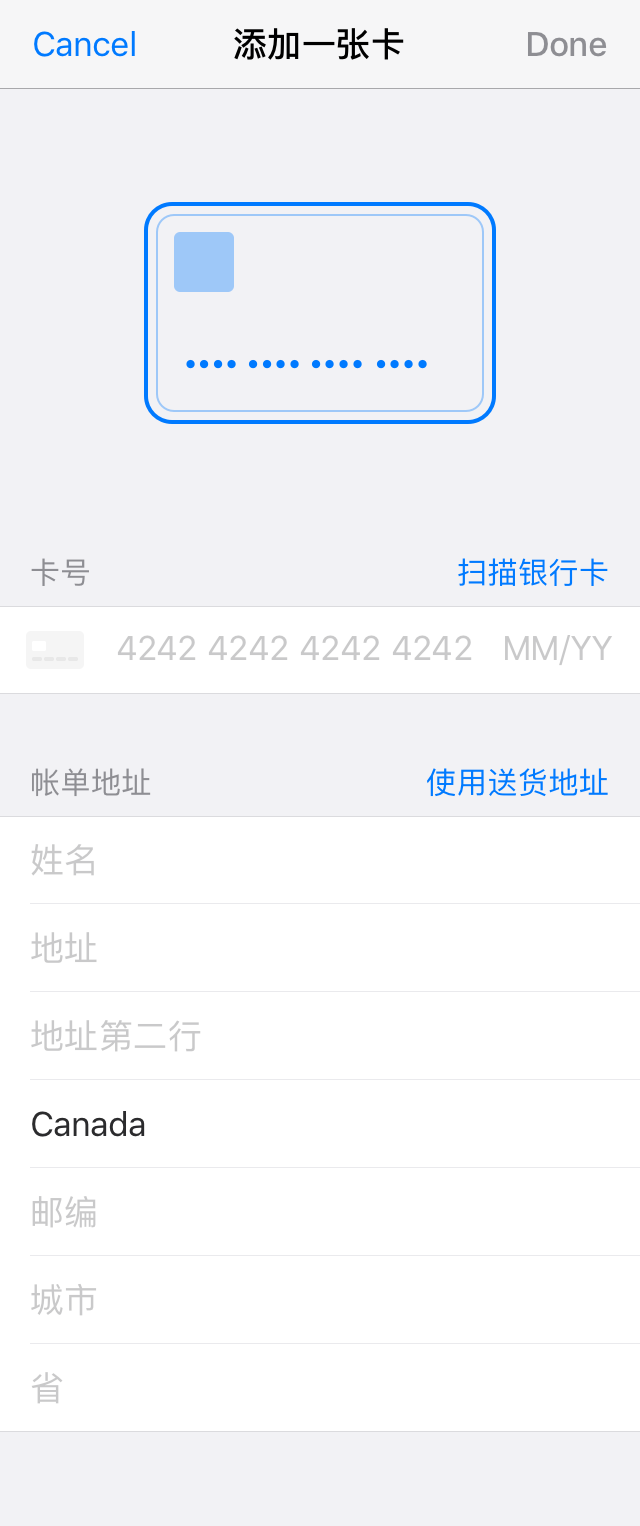 Cancel 添加一张卡 Done
•••• •••• •••• ••••
卡号 扫描银行卡
4242 4242 4242 4242 MM/YY
帐单地址 使用送货地址
姓名
地址
地址第二行
Canada
邮编
城市
省